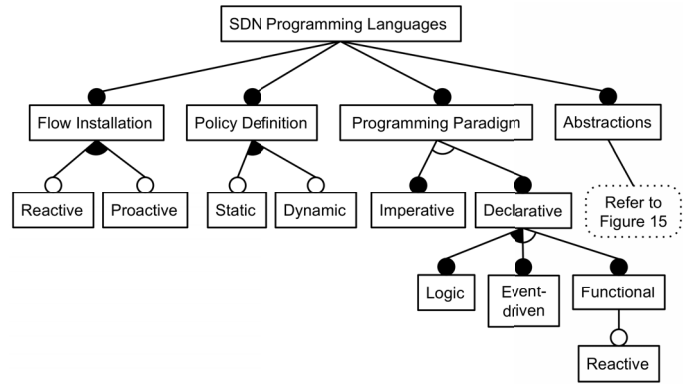 SDN Programming Languages
Flow Installation
Policy Definition
Programming Paradigm
Abstractions
Reactive
Proactive
Static
Dynamic
Imperative
Declarative
Refer to
Figure 15
Logic
Event-
driven
Functional
Reactive